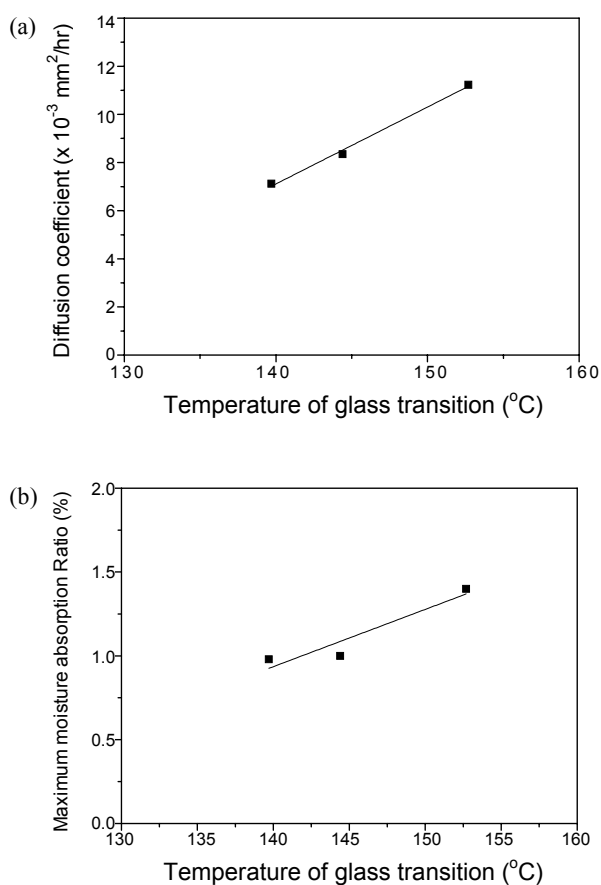 (a)
Diffusion coefficient (x 10⁻³ mm²/hr)
14
12
10
8
6
4
2
0
130 140 150 160
Temperature of glass transition (°C)
(b)
Maximum moisture absorption Ratio (%)
2.0
1.5
1.0
0.5
0.0
130 135 140 145 150 155 160
Temperature of glass transition (°C)